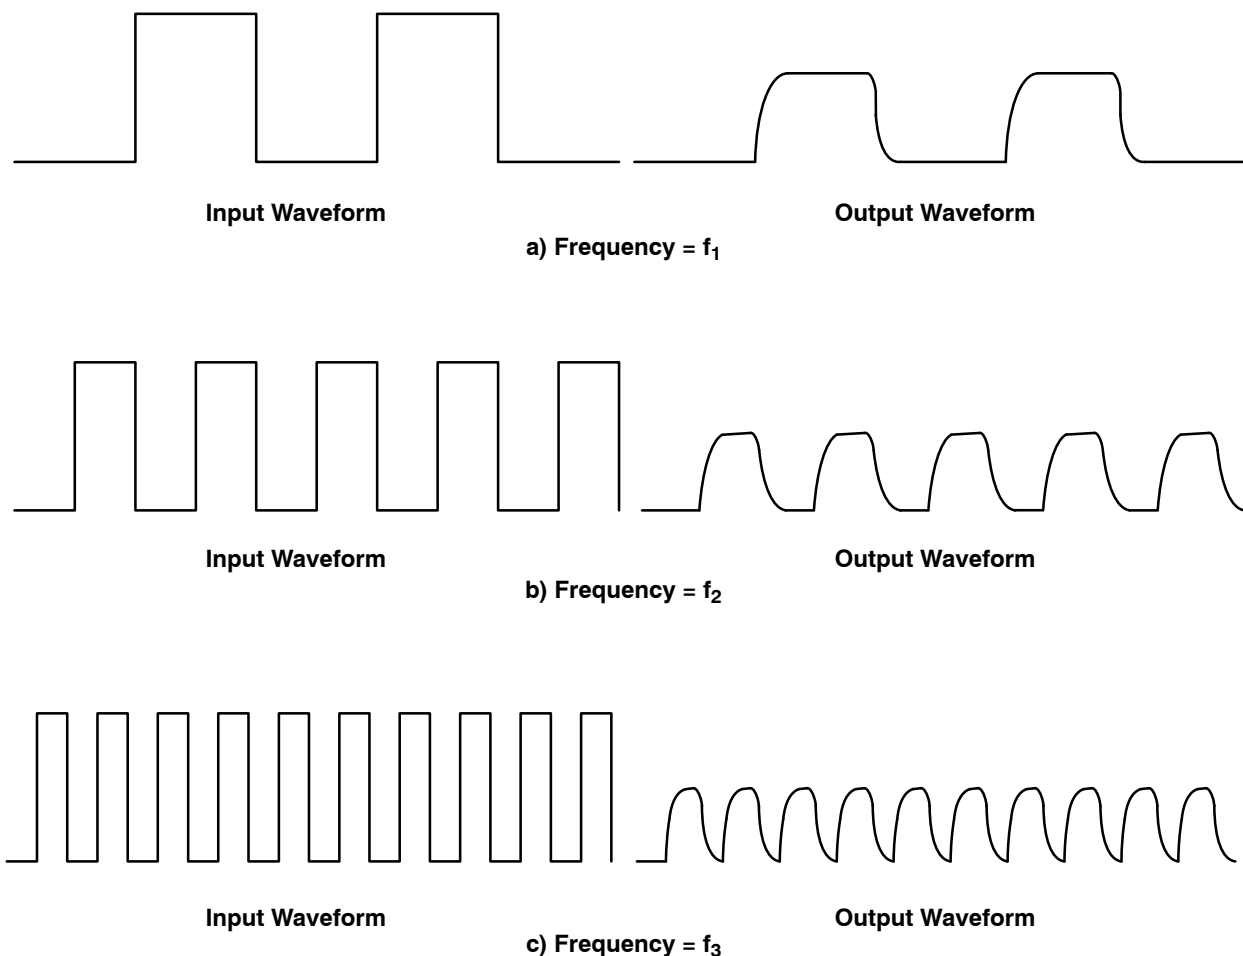 Input Waveform
Output Waveform
a) Frequency = f₁
Input Waveform
Output Waveform
b) Frequency = f₂
Input Waveform
Output Waveform
c) Frequency = f₃